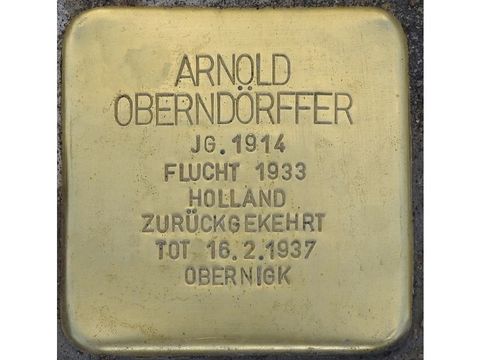 ARNOLD
OBERNDÖRFFER
JG. 1914
FLUCHT 1933
HOLLAND
ZURÜCKGEKEHRT
TOT 16.2.1937
OBERNIGK